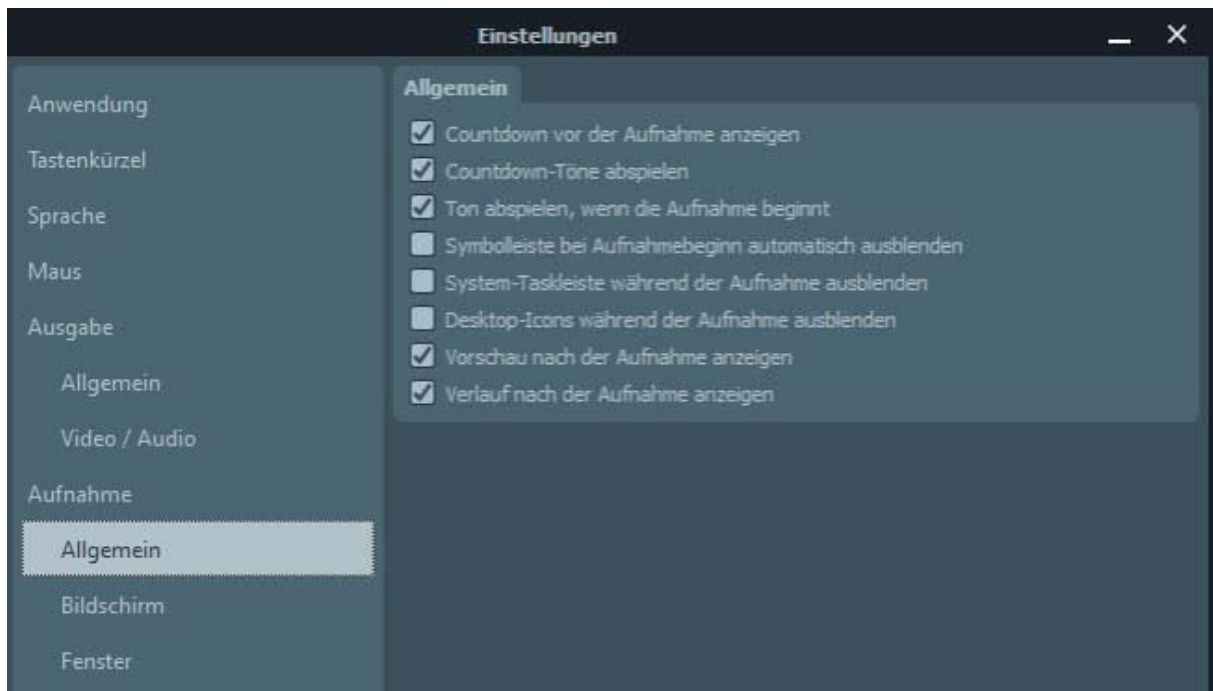 Einstellungen
Anwendung
Tastenkürzel
Sprache
Maus
Ausgabe
Allgemein
Video / Audio
Aufnahme
Allgemein
Bildschirm
Fenster
Allgemein
Countdown vor der Aufnahme anzeigen
Countdown-Töne abspielen
Ton abspielen, wenn die Aufnahme beginnt
Symbolleiste bei Aufnahmebeginn automatisch ausblenden
System-Taskleiste während der Aufnahme ausblenden
Desktop-Icons während der Aufnahme ausblenden
Vorschau nach der Aufnahme anzeigen
Verlauf nach der Aufnahme anzeigen